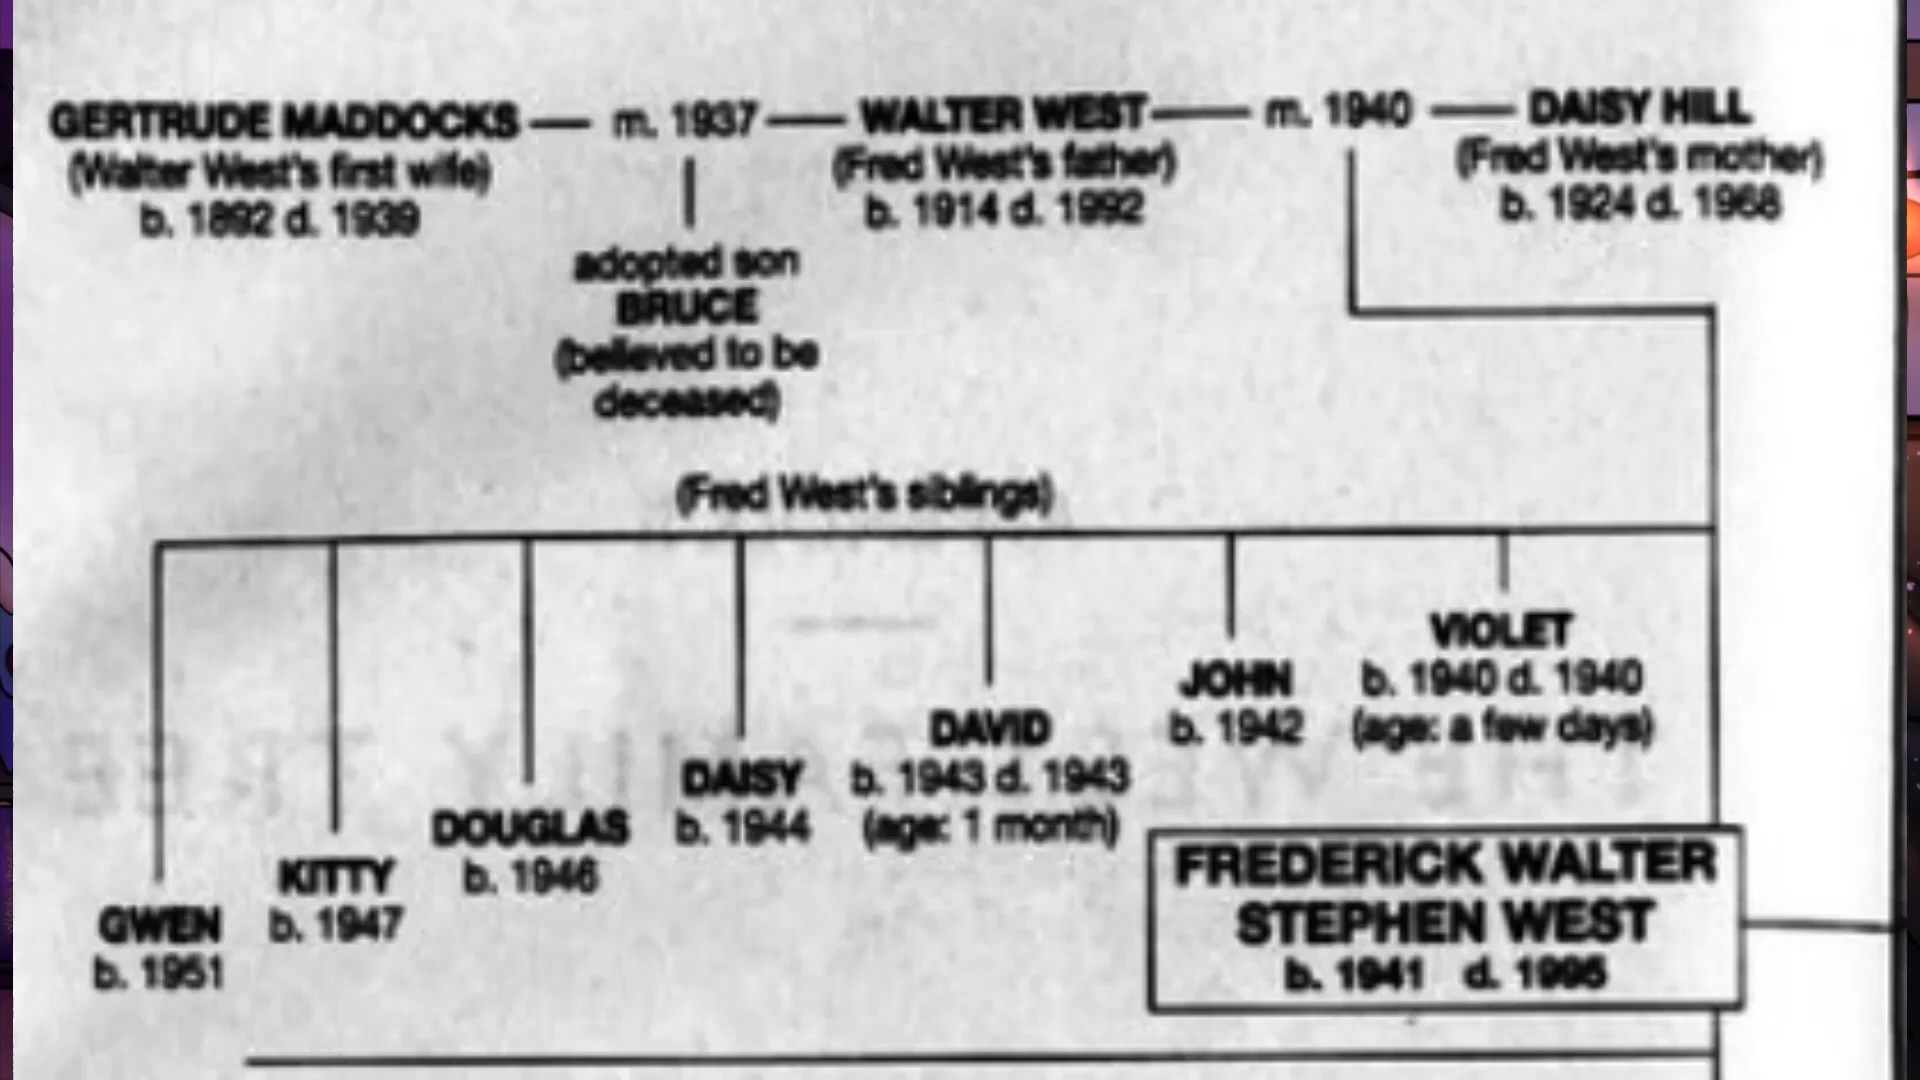 GERTRUDE MADDOCKS — m. 1937 — WALTER WEST — m. 1940 — DAISY HILL
(Walter West's first wife)
b. 1892 d. 1939
(Fred West's father)
b. 1914 d. 1992
(Fred West's mother)
b. 1924 d. 1968
adopted son
BRUCE
(believed to be
deceased)
(Fred West's siblings)
GWEN
b. 1951
KITTY
b. 1947
DOUGLAS
b. 1946
DAISY
b. 1944
DAVID
b. 1943 d. 1943
(age: 1 month)
JOHN
b. 1942
VIOLET
b. 1940 d. 1940
(age: a few days)
FREDERICK WALTER
STEPHEN WEST
b. 1941 d. 1995